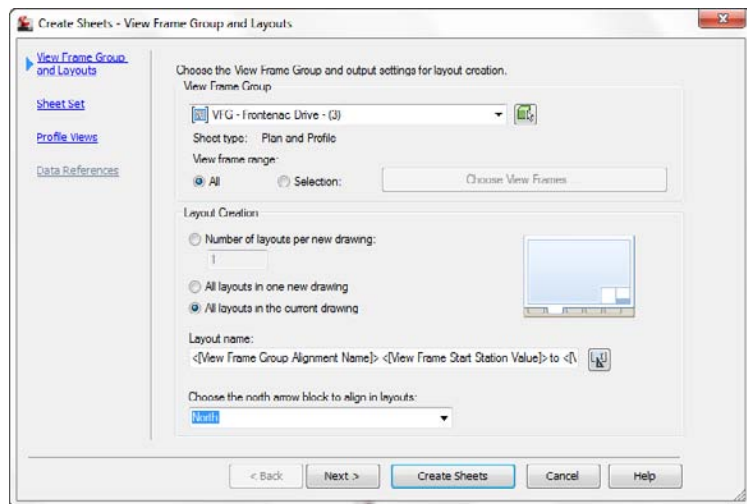 Create Sheets - View Frame Group and Layouts
View Frame Group
and Layouts
Sheet Set
Profile Views
Data References
Choose the View Frame Group and output settings for layout creation.
View Frame Group
VFG - Frontenac Drive - (3)
Sheet type: Plan and Profile
View frame range:
All
Selection:
Choose View Frames
Layout Creation
Number of layouts per new drawing:
1
All layouts in one new drawing
All layouts in the current drawing
Layout name:
<[View Frame Group Alignment Name]> <[View Frame Start Station Value]> to <[\
Choose the north arrow block to align in layouts:
North
< Back
Next >
Create Sheets
Cancel
Help